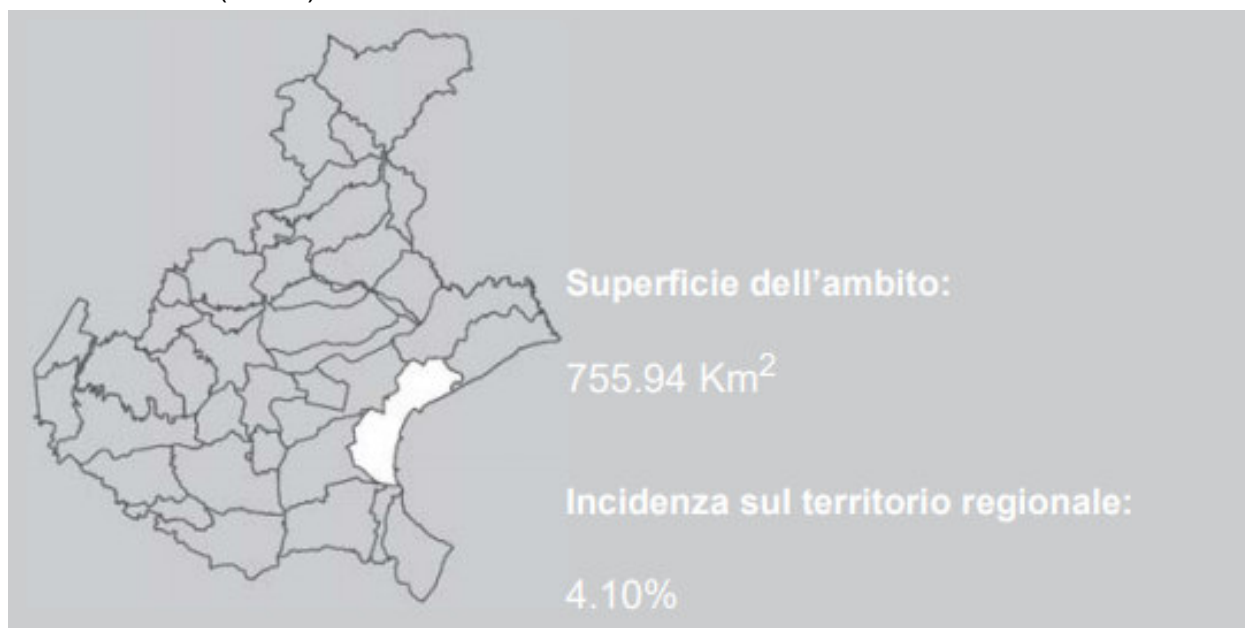 Superficie dell'ambito:
755.94 Km²
Incidenza sul territorio regionale:
4.10%